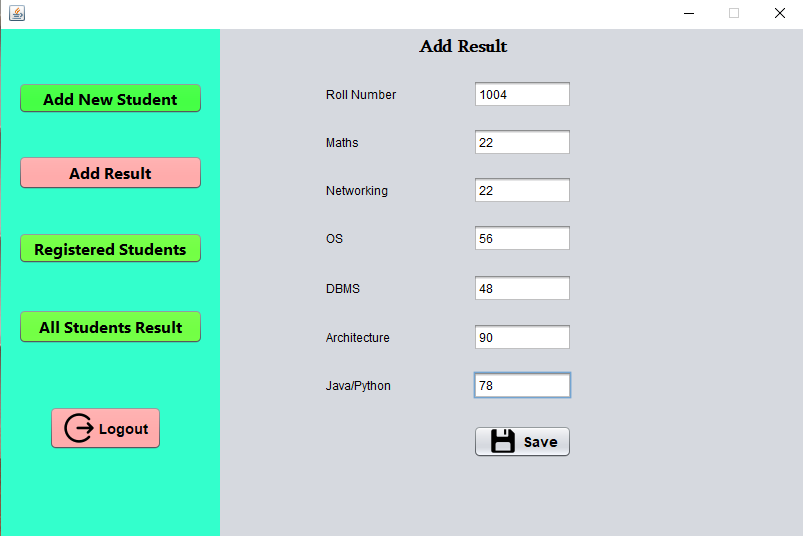 Add Result
Add New Student
Add Result
Registered Students
All Students Result
Logout
Roll Number 1004
Maths 22
Networking 22
OS 56
DBMS 48
Architecture 90
Java/Python 78
Save